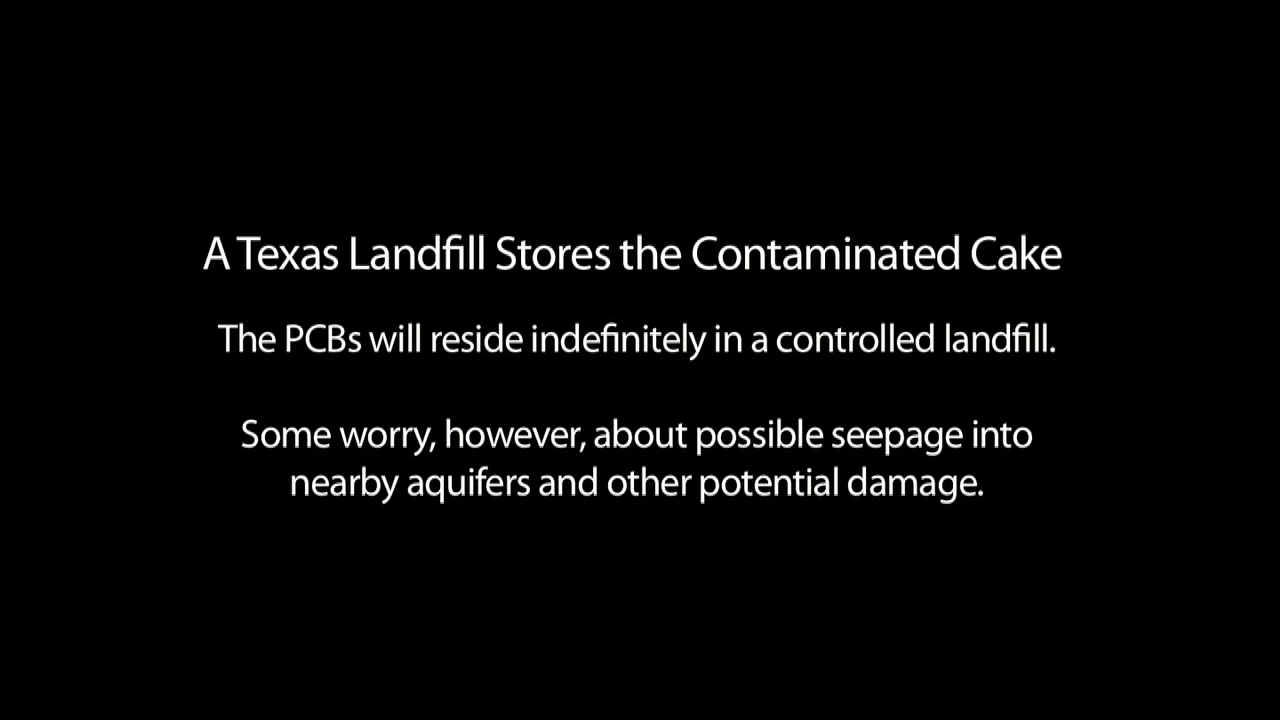 A Texas Landfill Stores the Contaminated Cake
The PCBs will reside indefinitely in a controlled landfill.
Some worry, however, about possible seepage into
nearby aquifers and other potential damage.